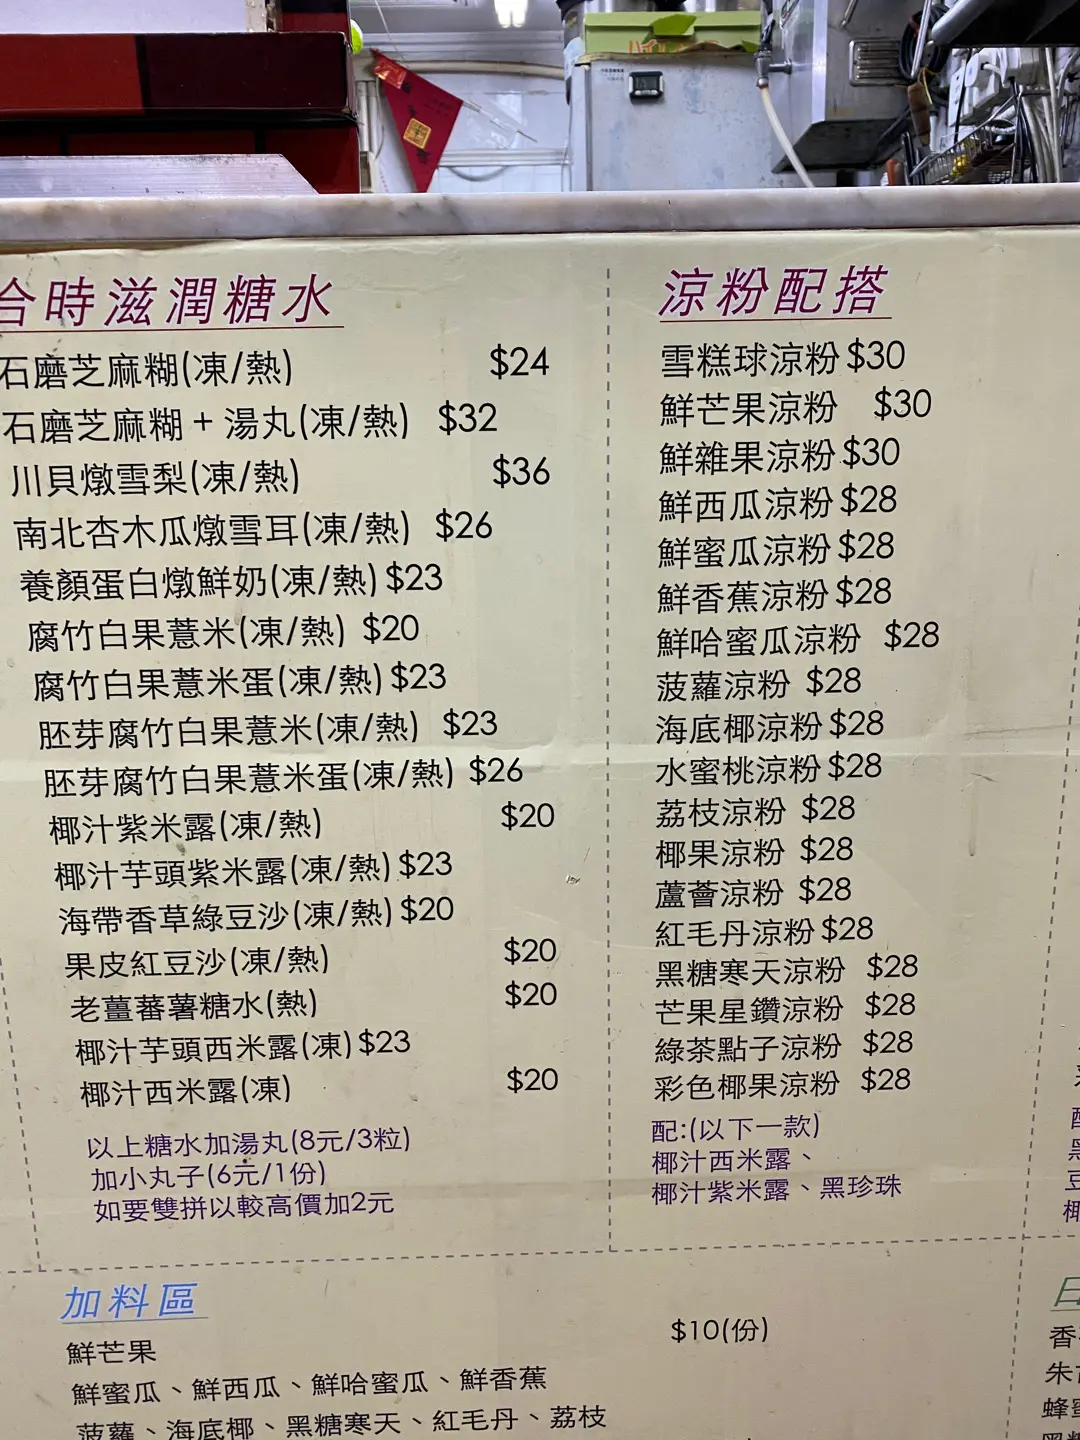 合時滋潤糖水
石磨芝麻糊(凍/熱) $24
石磨芝麻糊 + 湯丸(凍/熱) $32
川貝燉雪梨(凍/熱) $36
南北杏木瓜燉雪耳(凍/熱) $26
養顏蛋白燉鮮奶(凍/熱) $23
腐竹白果薏米(凍/熱) $20
腐竹白果薏米蛋(凍/熱) $23
胚芽腐竹白果薏米(凍/熱) $23
胚芽腐竹白果薏米蛋(凍/熱) $26
椰汁紫米露(凍/熱) $20
椰汁芋頭紫米露(凍/熱) $23
海帶香草綠豆沙(凍/熱) $20
果皮紅豆沙(凍/熱) $20
老薑蕃薯糖水(熱) $20
椰汁芋頭西米露(凍) $23
椰汁西米露(凍) $20
以上糖水加湯丸(8元/3粒)
加小丸子(6元/1份)
如要雙拼以較高價加2元
涼粉配搭
雪糕球涼粉 $30
鮮芒果涼粉 $30
鮮雜果涼粉 $30
鮮西瓜涼粉 $28
鮮蜜瓜涼粉 $28
鮮香蕉涼粉 $28
鮮哈蜜瓜涼粉 $28
菠蘿涼粉 $28
海底椰涼粉 $28
水蜜桃涼粉 $28
荔枝涼粉 $28
椰果涼粉 $28
蘆薈涼粉 $28
紅毛丹涼粉 $28
黑糖寒天涼粉 $28
芒果星鑽涼粉 $28
綠茶點子涼粉 $28
彩色椰果涼粉 $28
配:(以下一款)
椰汁西米露、
椰汁紫米露、黑珍珠
加料區
鮮芒果 $10(份)
鮮蜜瓜、鮮西瓜、鮮哈蜜瓜、鮮香蕉
菠蘿、海底椰、黑糖寒天、紅毛丹、荔枝
配
黑
豆
椰
日
香
朱
蜂蜜